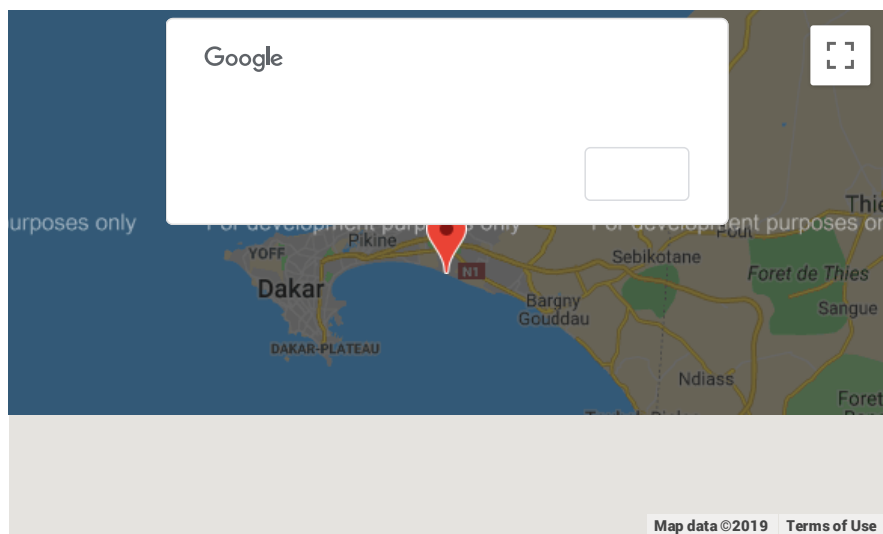 Google
urposes only
For development purposes only
For development purposes or
Thie
Pout
Pikine
YOFF
Sebikotane
N1
Foret de Thies
Dakar
Bargny
Gouddau
Sangue
DAKAR-PLATEAU
Ndiass
Foret
Map data ©2019
Terms of Use